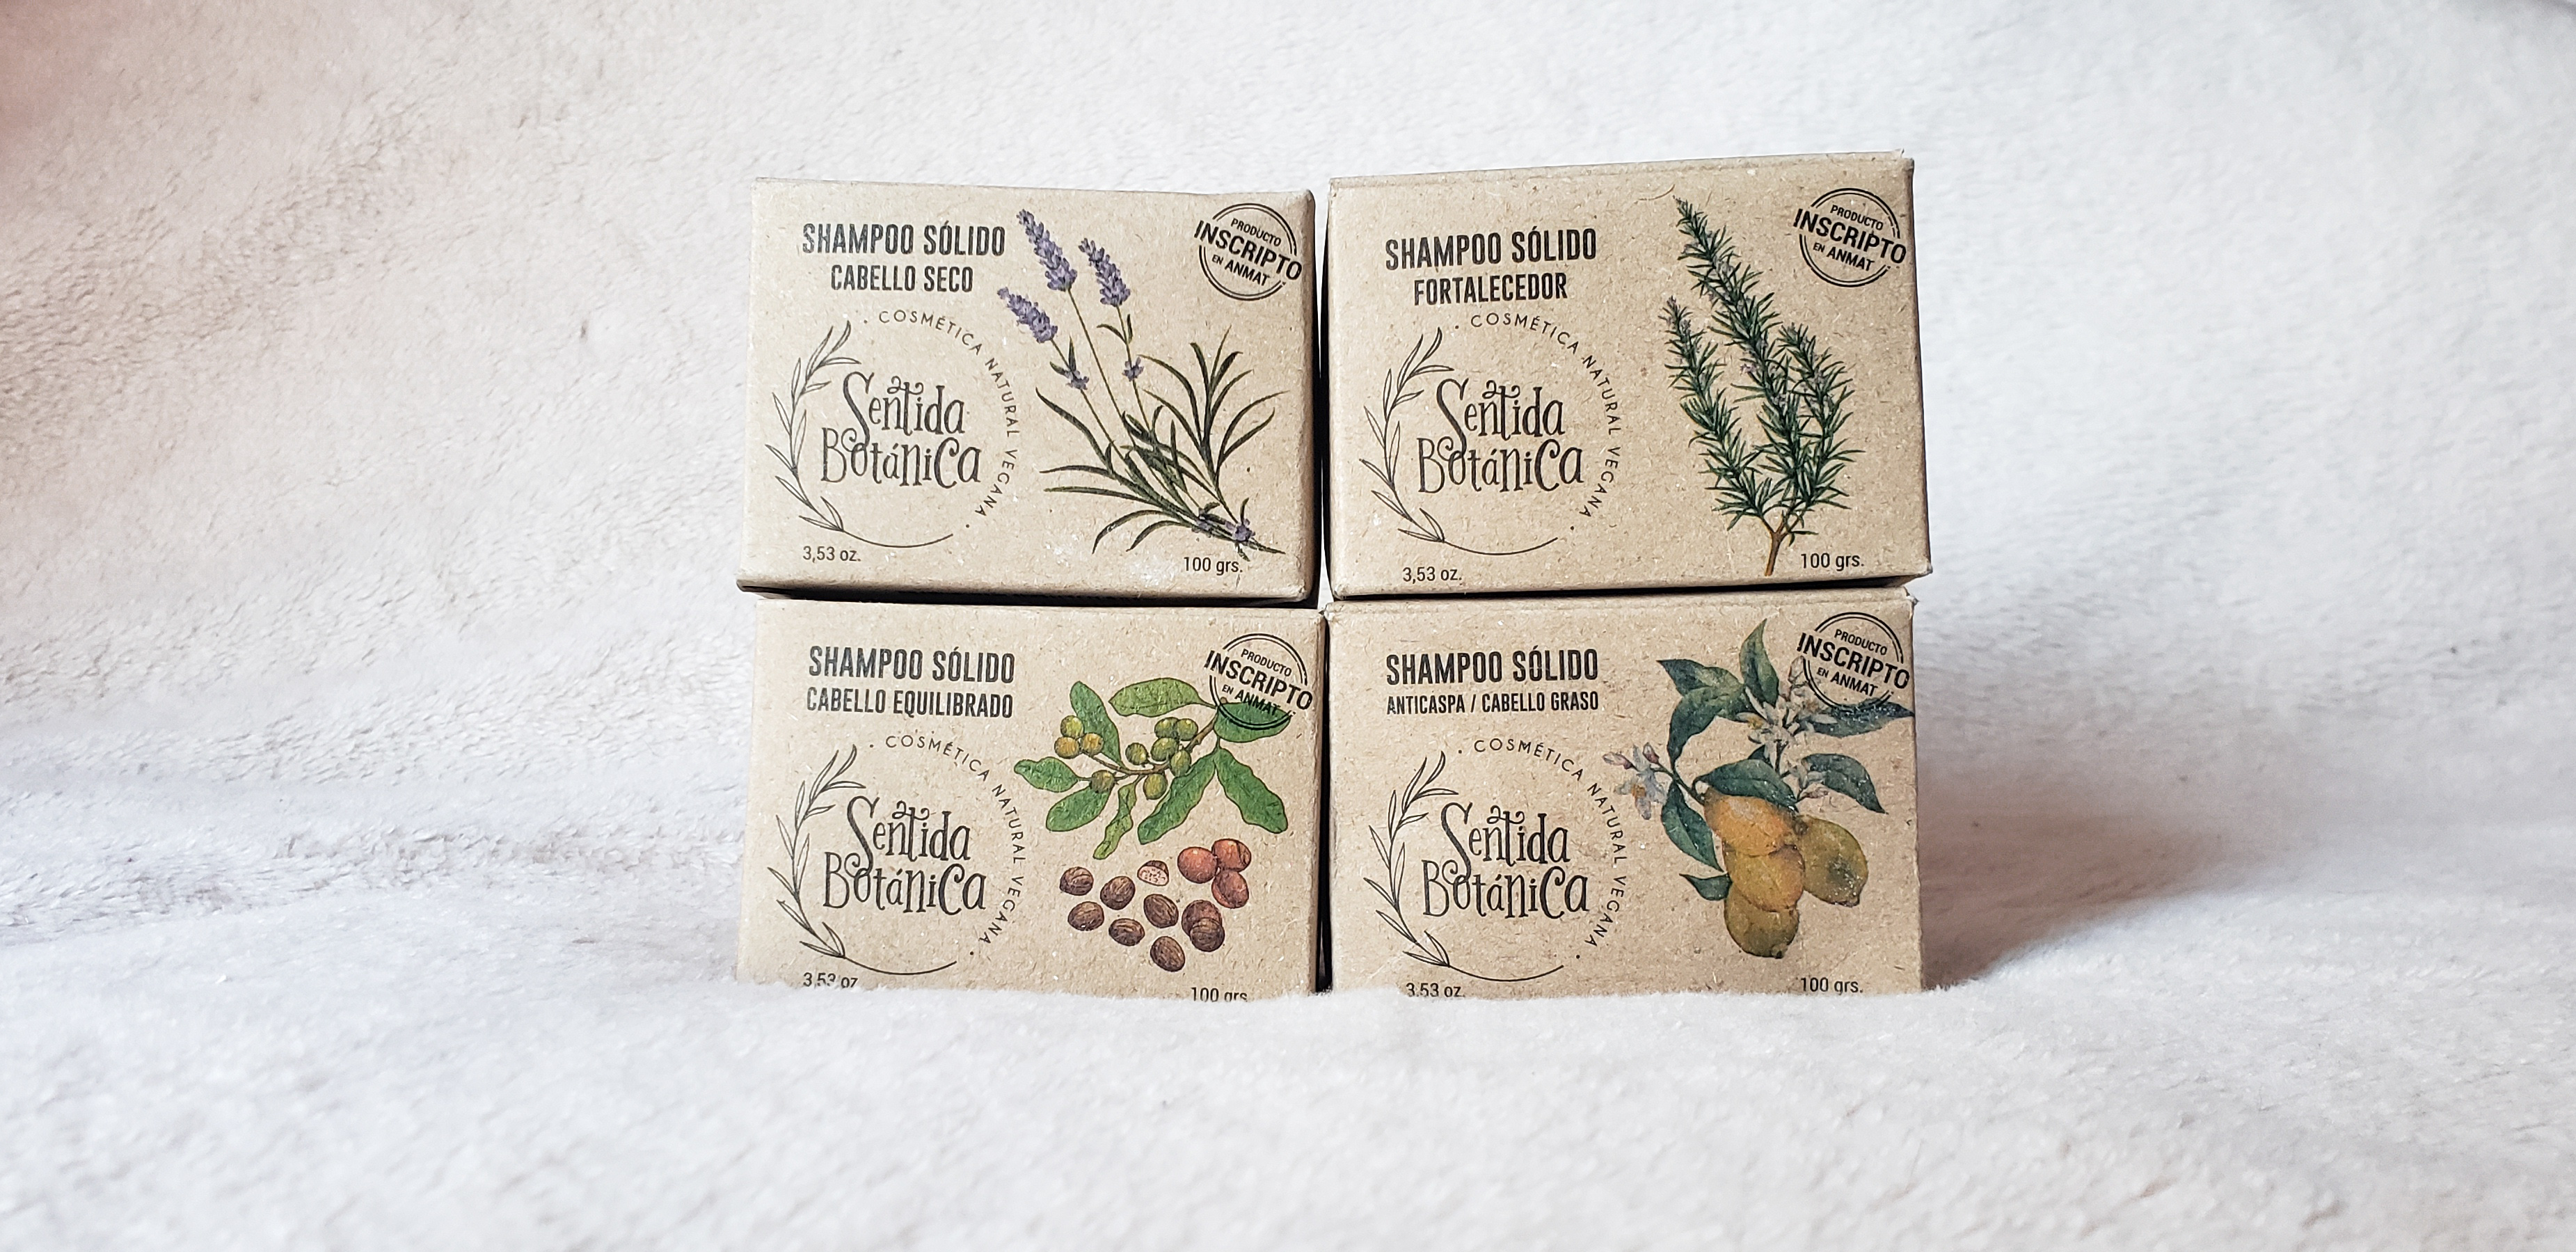 SHAMPOO SÓLIDO
CABELLO SECO
PRODUCTO
INSCRIPTO
EN ANMAT
· COSMÉTICA NATURAL VEGANA ·
Sentida
Botánica
3,53 oz.
100 grs.
SHAMPOO SÓLIDO
FORTALECEDOR
PRODUCTO
INSCRIPTO
EN ANMAT
· COSMÉTICA NATURAL VEGANA ·
Sentida
Botánica
3,53 oz.
100 grs.
SHAMPOO SÓLIDO
CABELLO EQUILIBRADO
PRODUCTO
INSCRIPTO
EN ANMAT
· COSMÉTICA NATURAL VEGANA ·
Sentida
Botánica
3,53 oz.
100 grs.
SHAMPOO SÓLIDO
ANTICASPA / CABELLO GRASO
PRODUCTO
INSCRIPTO
EN ANMAT
· COSMÉTICA NATURAL VEGANA ·
Sentida
Botánica
3,53 oz.
100 grs.